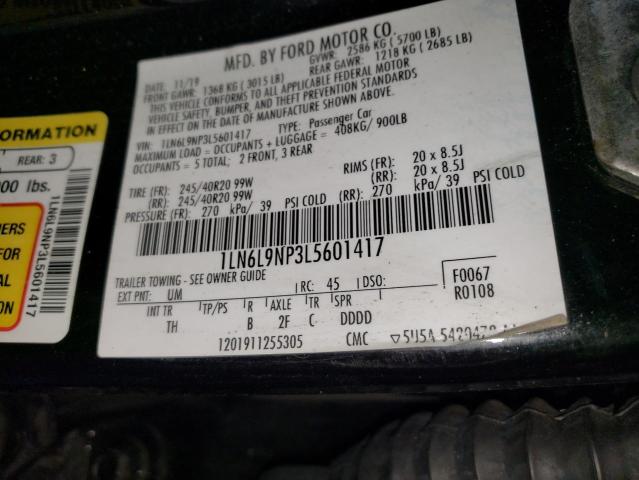 MFD. BY FORD MOTOR CO.
DATE: 11/19
GVWR: 2586 KG ( 5700 LB)
FRONT GAWR: 1368 KG ( 3015 LB)
REAR GAWR: 1218 KG ( 2685 LB)
THIS VEHICLE CONFORMS TO ALL APPLICABLE FEDERAL MOTOR
VEHICLE SAFETY, BUMPER, AND THEFT PREVENTION STANDARDS
IN EFFECT ON THE DATE OF MANUFACTURE SHOWN ABOVE.
VIN: 1LN6L9NP3L5601417 TYPE: Passenger Car
MAXIMUM LOAD = OCCUPANTS + LUGGAGE = 408KG/ 900LB
OCCUPANTS = 5 TOTAL; 2 FRONT, 3 REAR
TIRE (FR): 245/40R20 99W RIMS (FR): 20 x 8.5J
(RR): 245/40R20 99W (RR): 20 x 8.5J
PRESSURE (FR): 270 kPa/ 39 PSI COLD (RR): 270 kPa/ 39 PSI COLD
1LN6L9NP3L5601417
TRAILER TOWING - SEE OWNER GUIDE
EXT PNT: UM RC: 45 DSO:
F0067
R0108
INT TR TP/PS R AXLE TR SPR
TH B 2F C DDDD
1201911255305 CMC
FORMATION
REAR: 3
00 lbs.
1LN6L9NP3L5601417
FOR
AL
ON